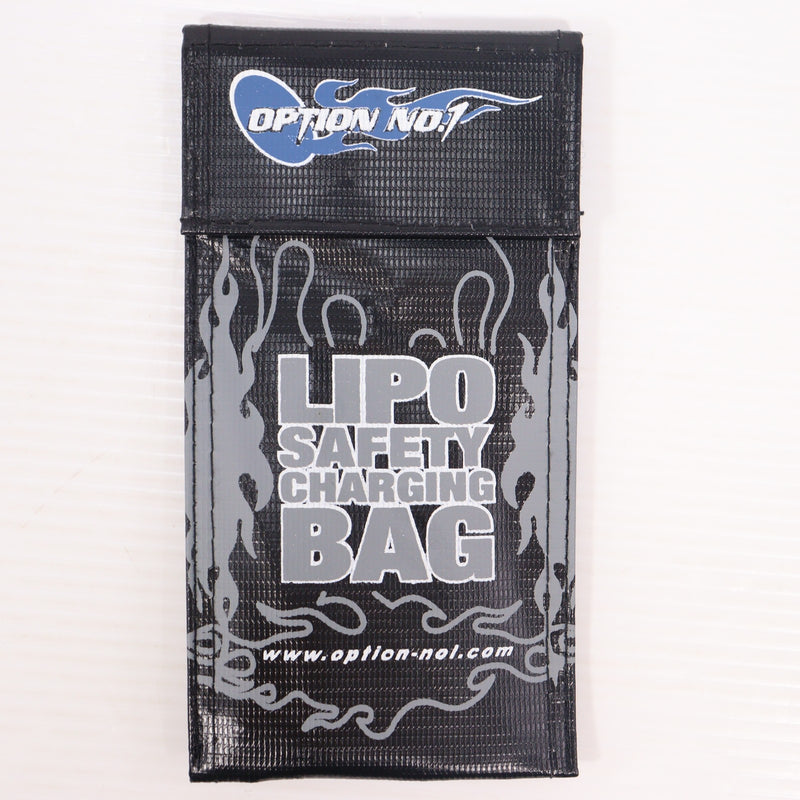 OPTION NO.1
LIPO
SAFETY
CHARGING
BAG
www.option-no1.com